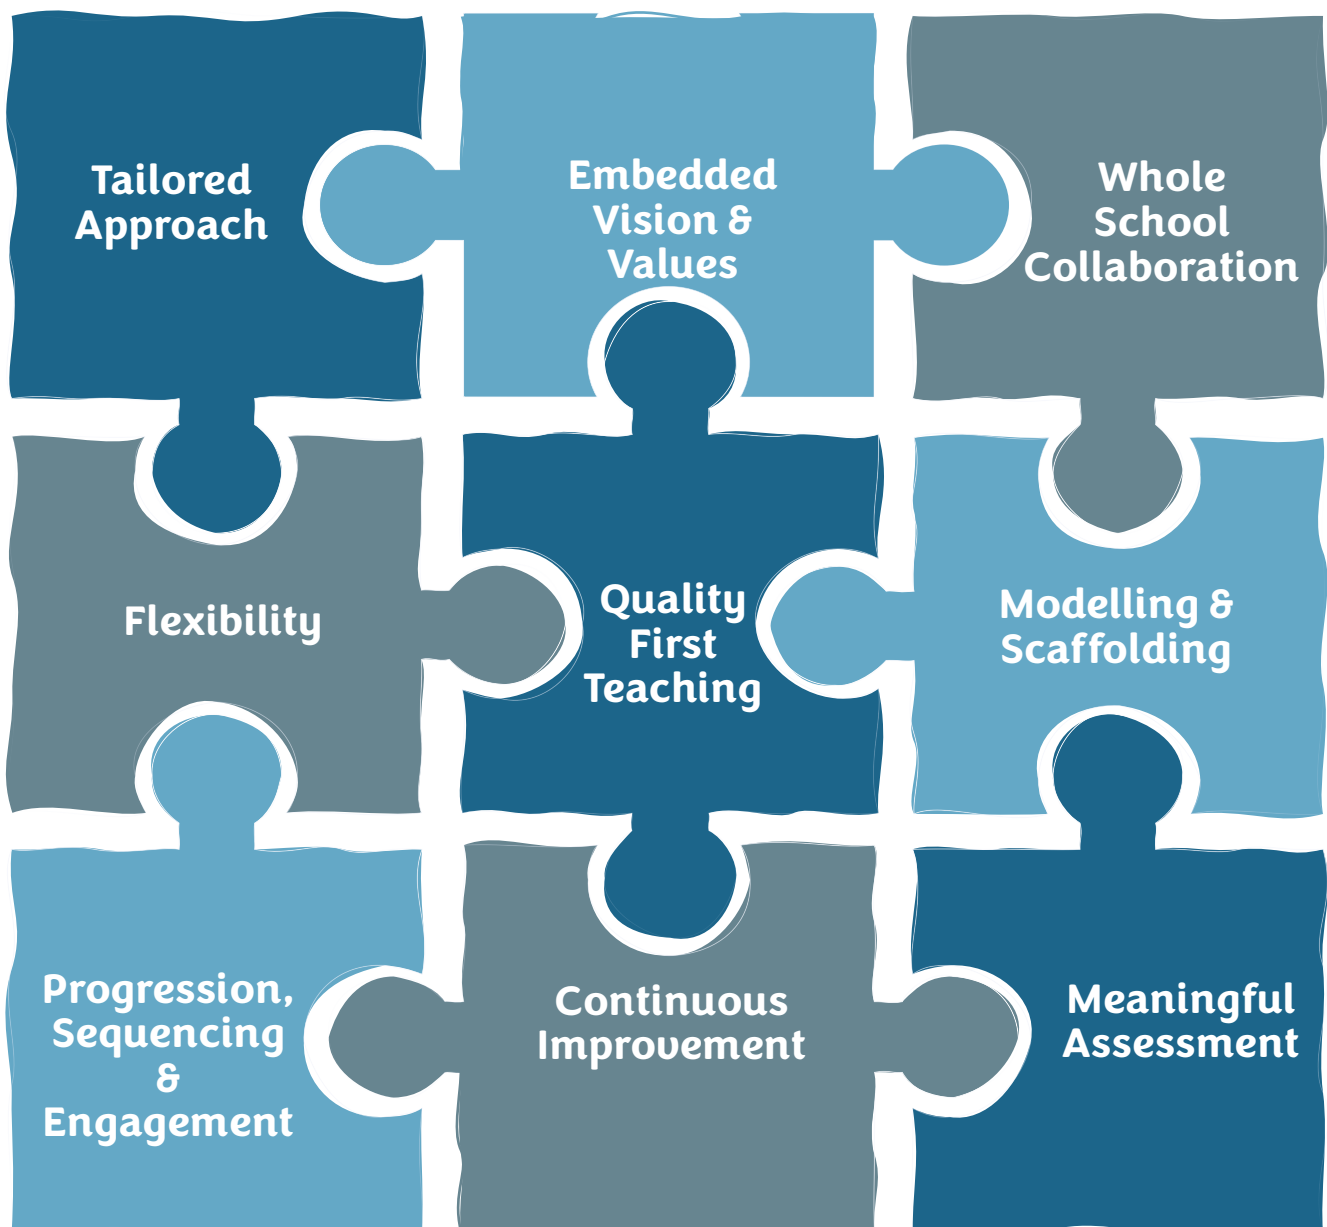 Tailored
Approach
Embedded
Vision &
Values
Whole
School
Collaboration
Flexibility
Quality
First
Teaching
Modelling &
Scaffolding
Progression,
Sequencing
&
Engagement
Continuous
Improvement
Meaningful
Assessment